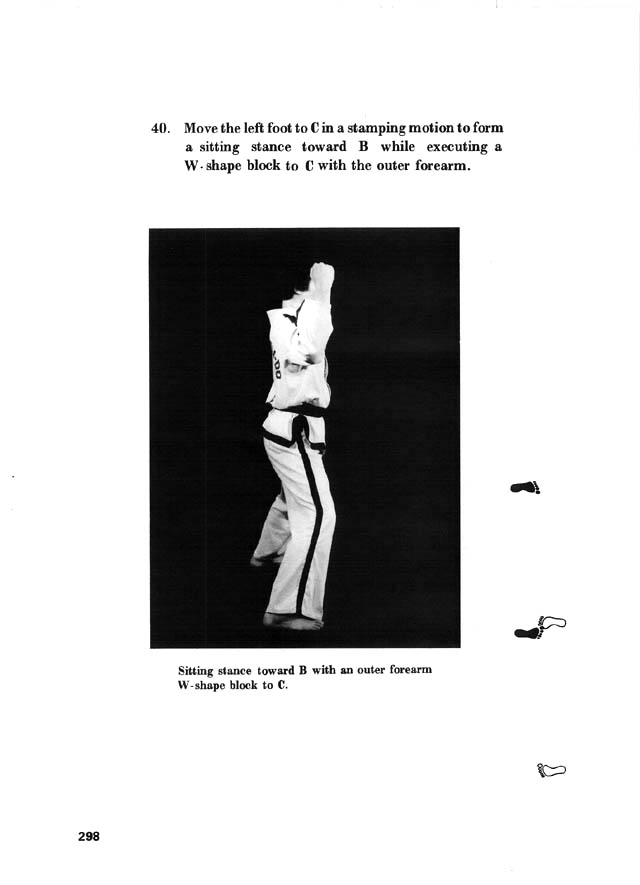 40. Move the left foot to C in a stamping motion to form
a sitting stance toward B while executing a
W-shape block to C with the outer forearm.
Sitting stance toward B with an outer forearm
W-shape block to C.
298